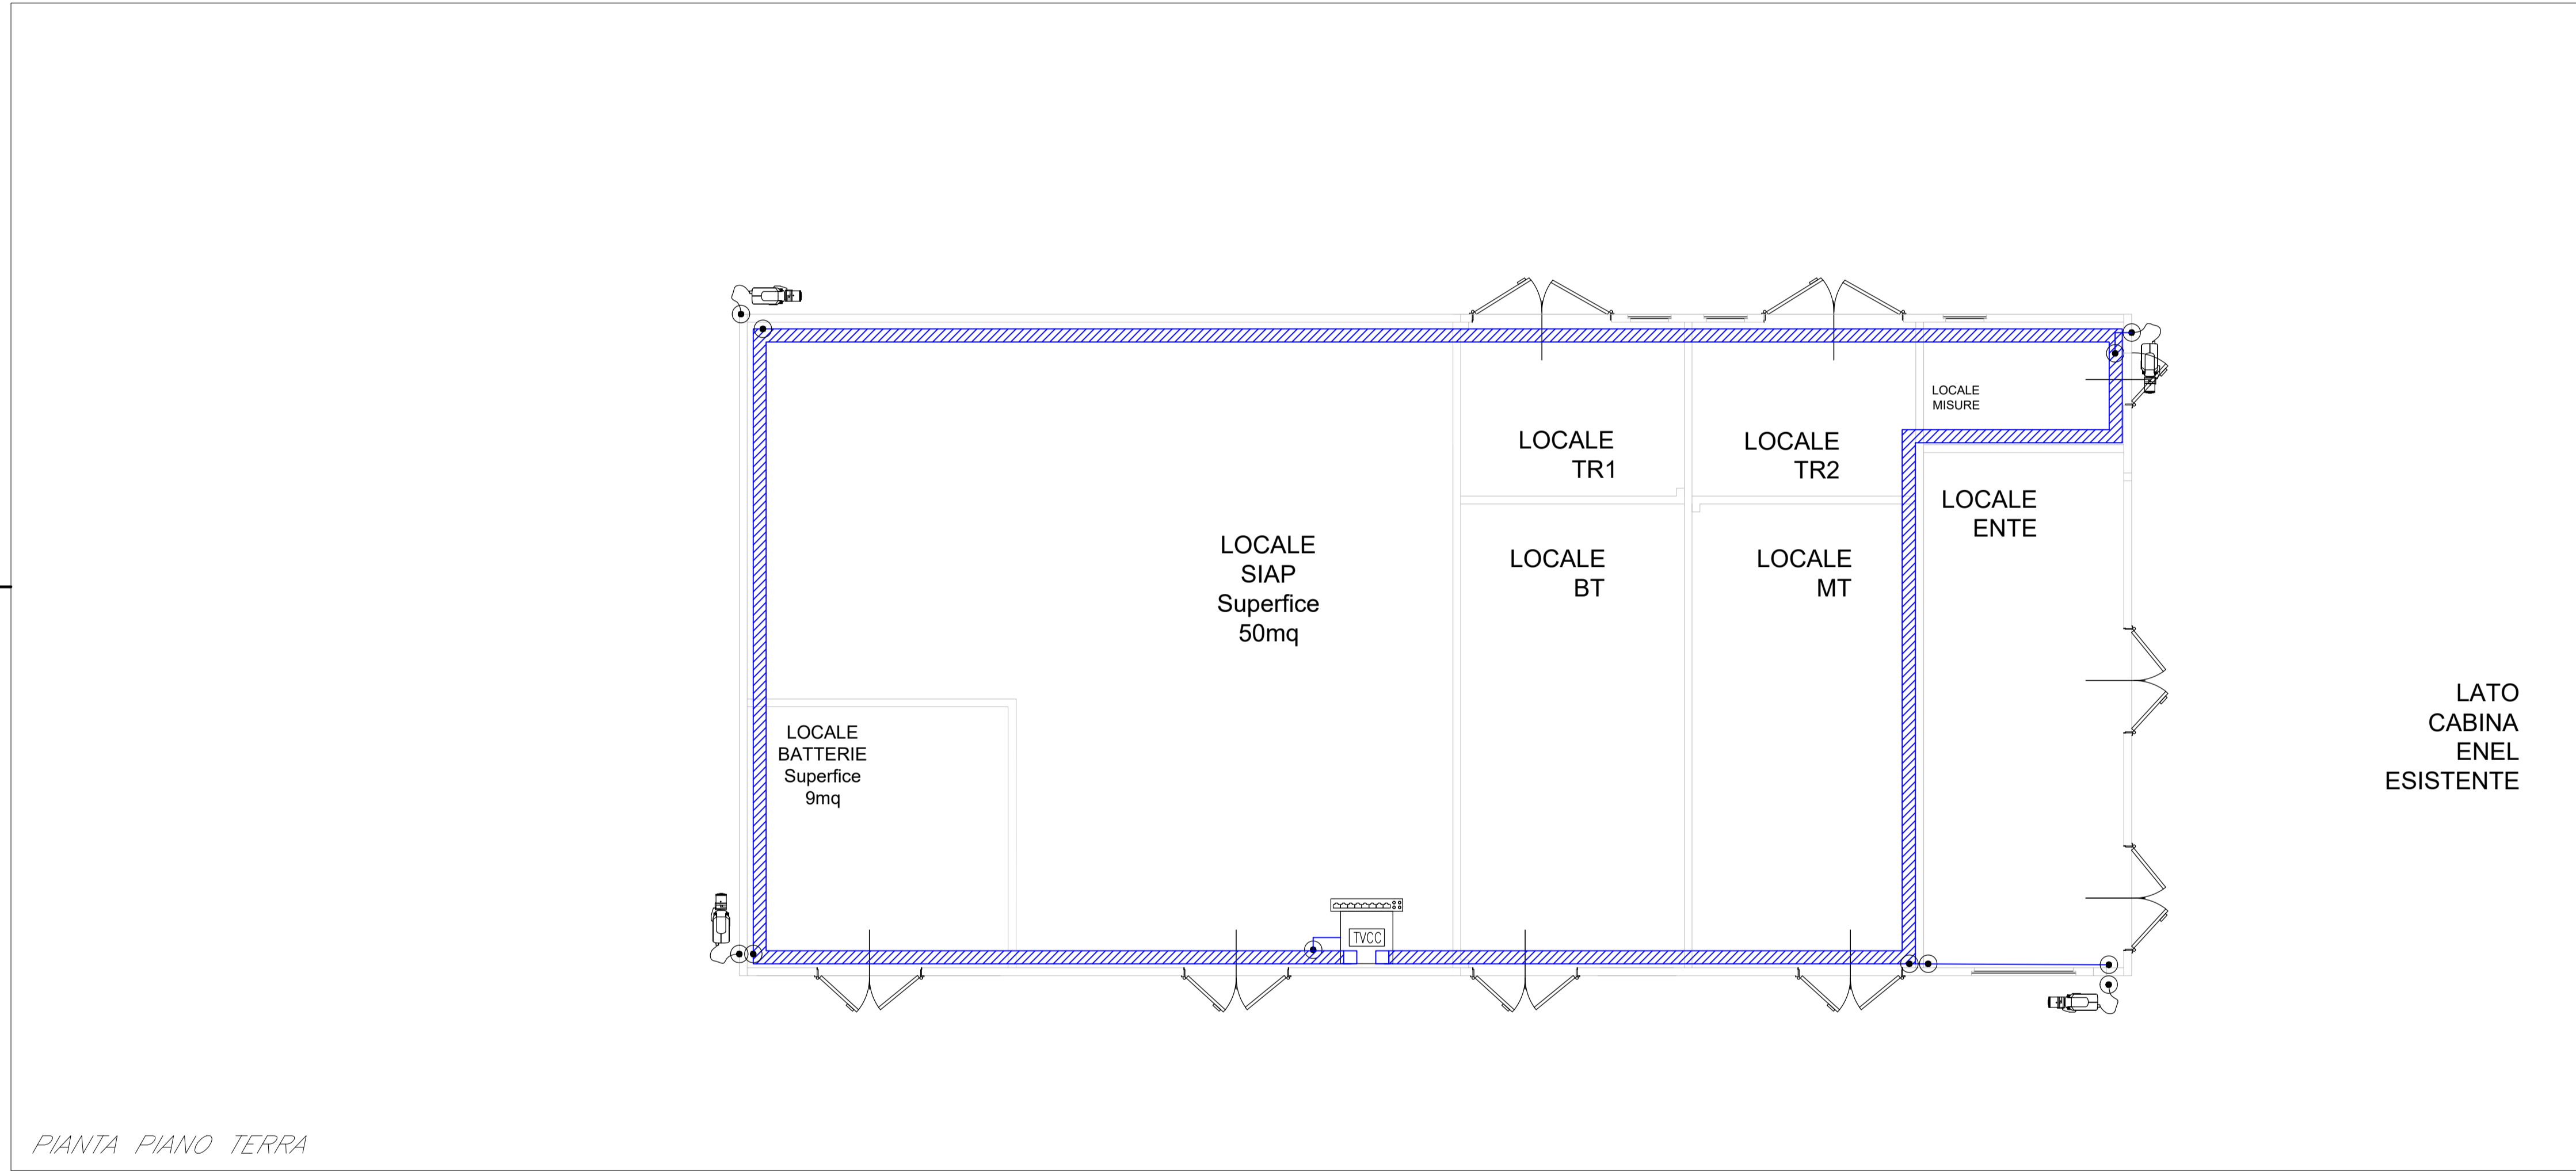 LOCALE
MISURE
LOCALE
TR1
LOCALE
TR2
LOCALE
ENTE
LOCALE
SIAP
Superfice
50mq
LOCALE
BT
LOCALE
MT
LATO
CABINA
ENEL
ESISTENTE
LOCALE
BATTERIE
Superfice
9mq
TVCC
PIANTA PIANO TERRA